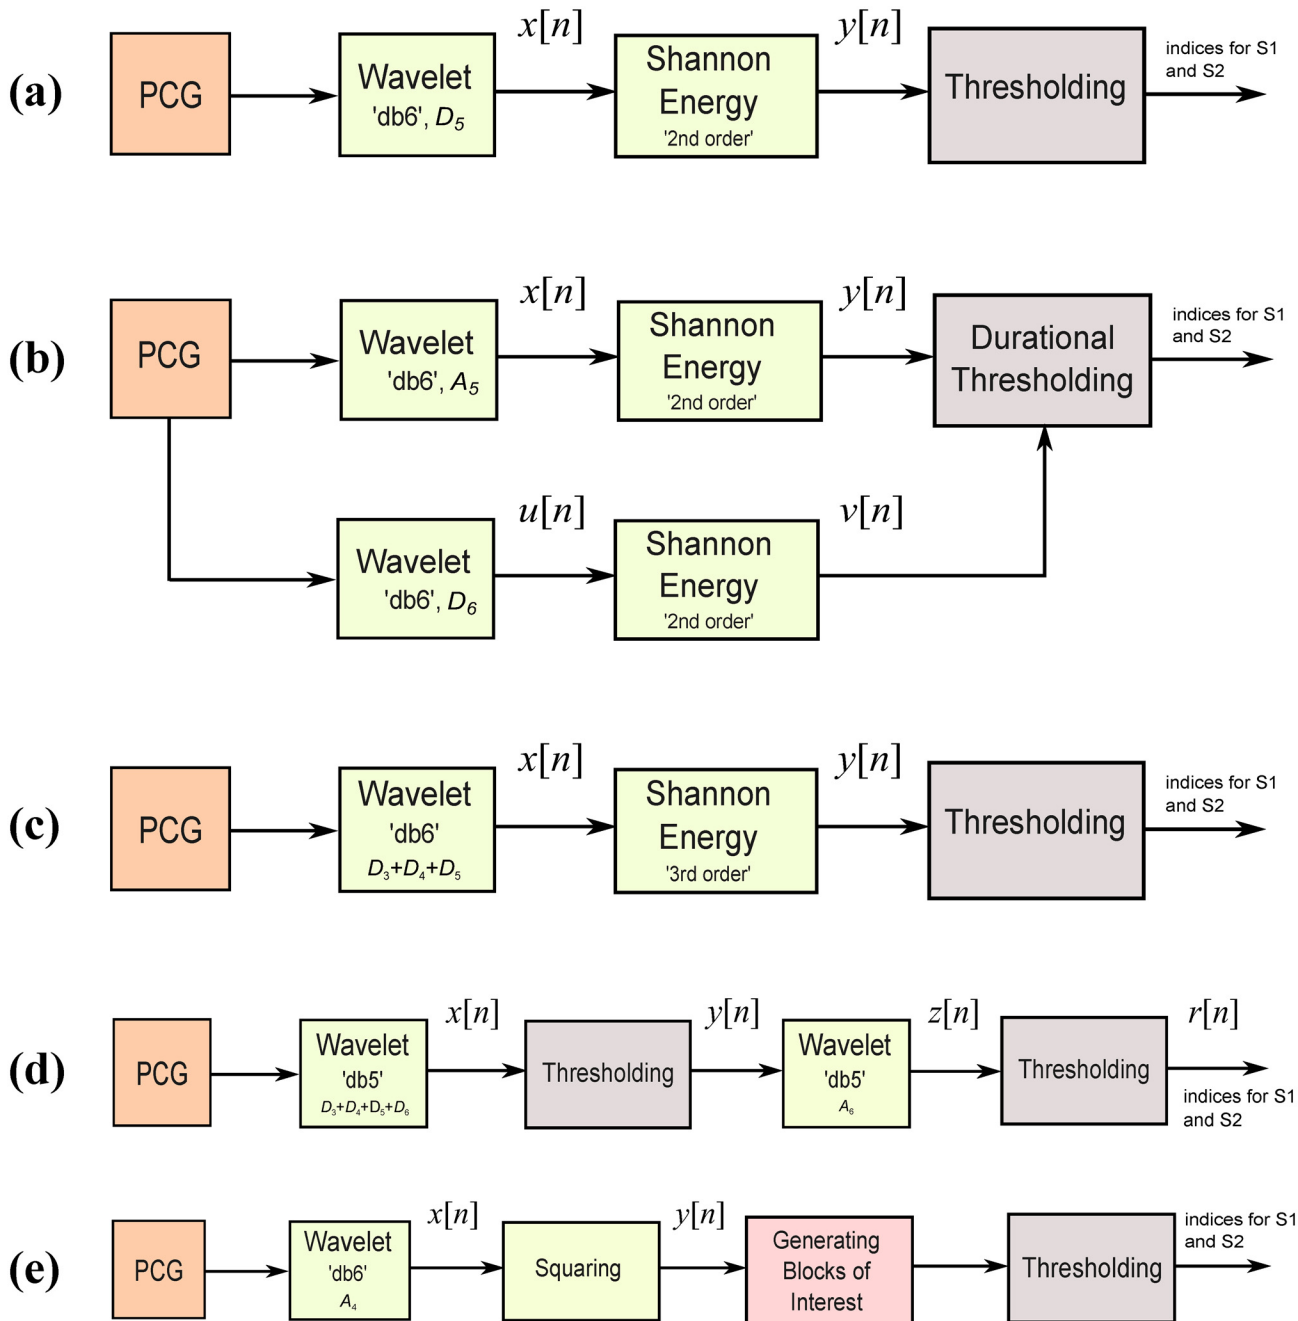 (a)
PCG
Wavelet
'db6', D5
x[n]
Shannon
Energy
'2nd order'
y[n]
Thresholding
indices for S1
and S2
(b)
PCG
Wavelet
'db6', A5
x[n]
Shannon
Energy
'2nd order'
y[n]
Durational
Thresholding
indices for S1
and S2
Wavelet
'db6', D6
u[n]
Shannon
Energy
'2nd order'
v[n]
(c)
PCG
Wavelet
'db6'
D3+D4+D5
x[n]
Shannon
Energy
'3rd order'
y[n]
Thresholding
indices for S1
and S2
(d)
PCG
Wavelet
'db5'
D3+D4+D5+D6
x[n]
Thresholding
y[n]
Wavelet
'db5'
A6
z[n]
Thresholding
r[n]
indices for S1
and S2
(e)
PCG
Wavelet
'db6'
A4
x[n]
Squaring
y[n]
Generating
Blocks of
Interest
Thresholding
indices for S1
and S2